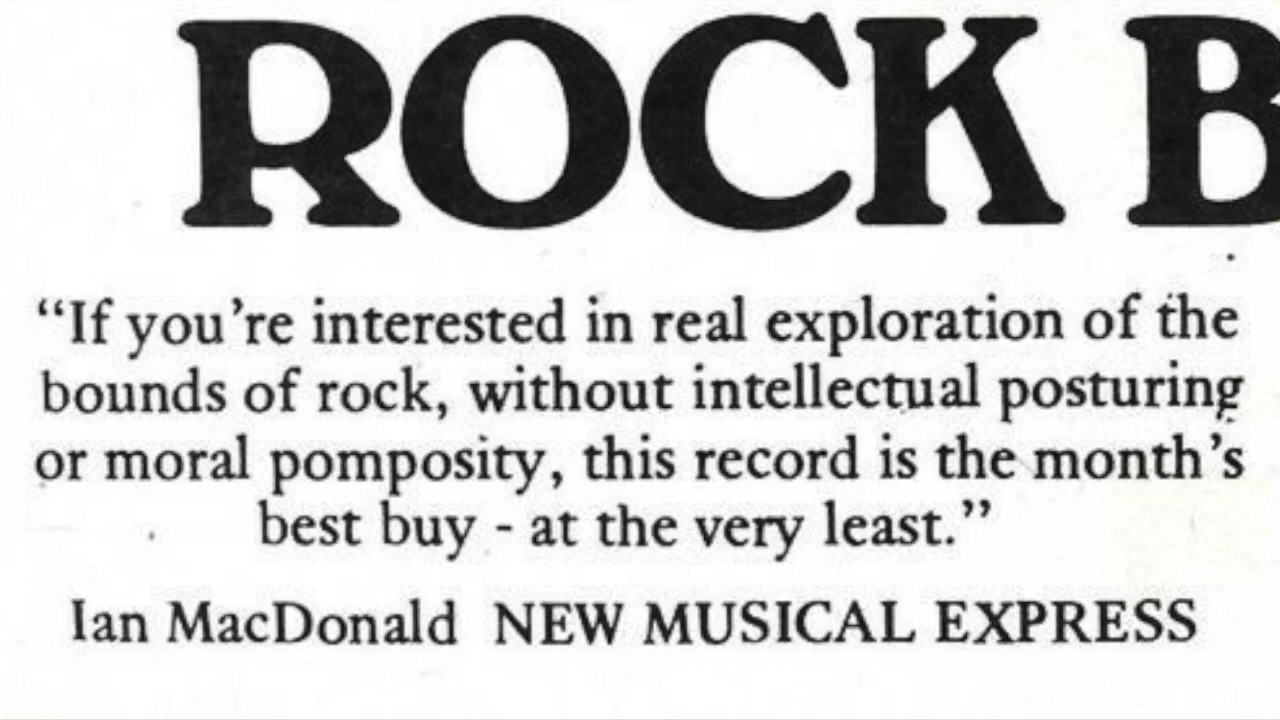 ROCK B
“If you’re interested in real exploration of the
bounds of rock, without intellectual posturing
or moral pomposity, this record is the month’s
best buy - at the very least.”
Ian MacDonald NEW MUSICAL EXPRESS